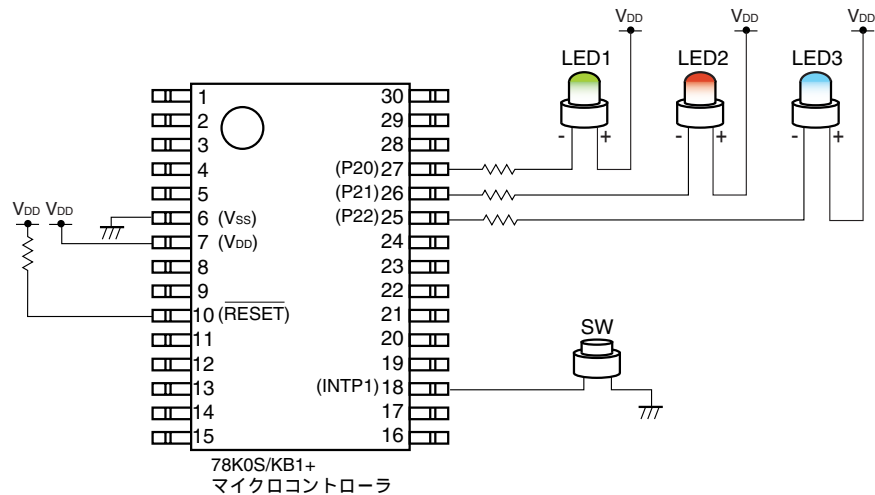 VDD
VDD
VDD
LED1
LED2
LED3
- +
- +
- +
1
2
3
4
5
6 (VSS)
7 (VDD)
8
9
10 (RESET)
11
12
13
14
15
30
29
28
(P20) 27
(P21) 26
(P22) 25
24
23
22
21
20
19
(INTP1) 18
17
16
VDD VDD
SW
78K0S/KB1+
マイクロコントローラ